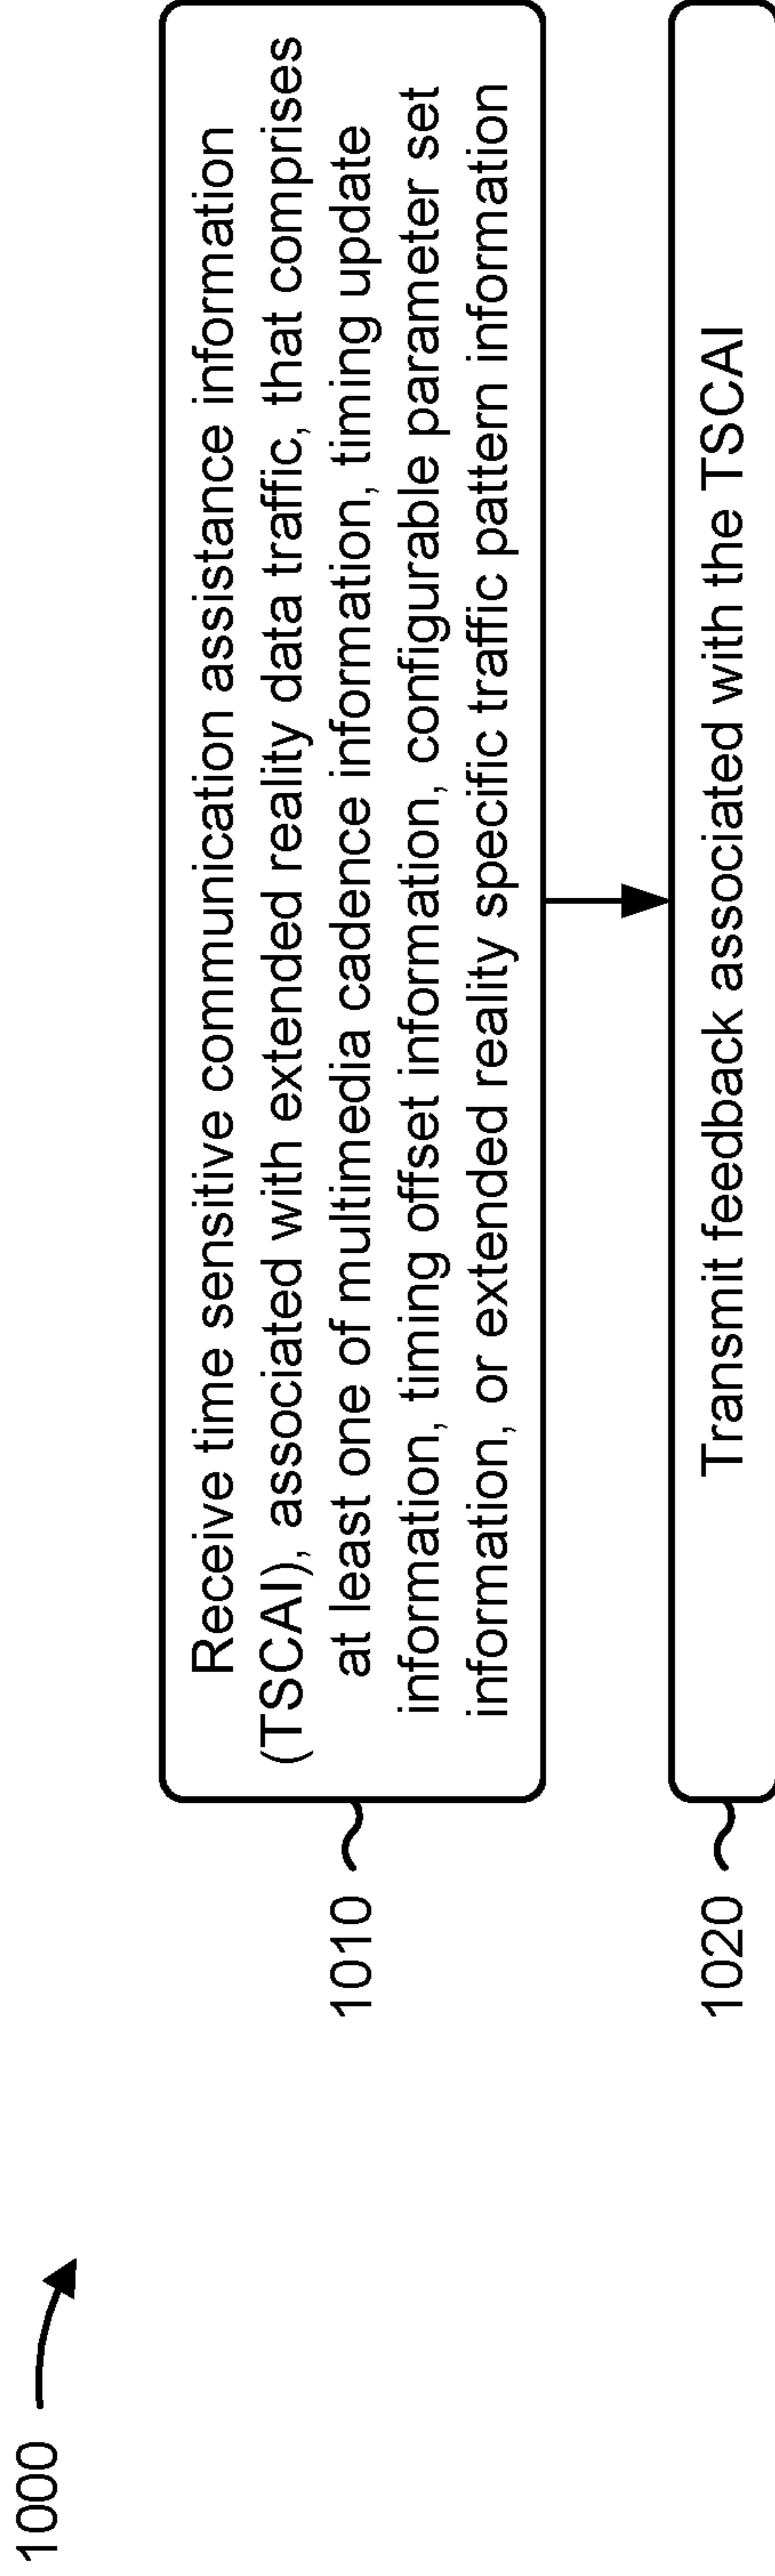 1000
1010
Receive time sensitive communication assistance information
(TSCAI), associated with extended reality data traffic, that comprises
at least one of multimedia cadence information, timing update
information, timing offset information, configurable parameter set
information, or extended reality specific traffic pattern information
1020
Transmit feedback associated with the TSCAI